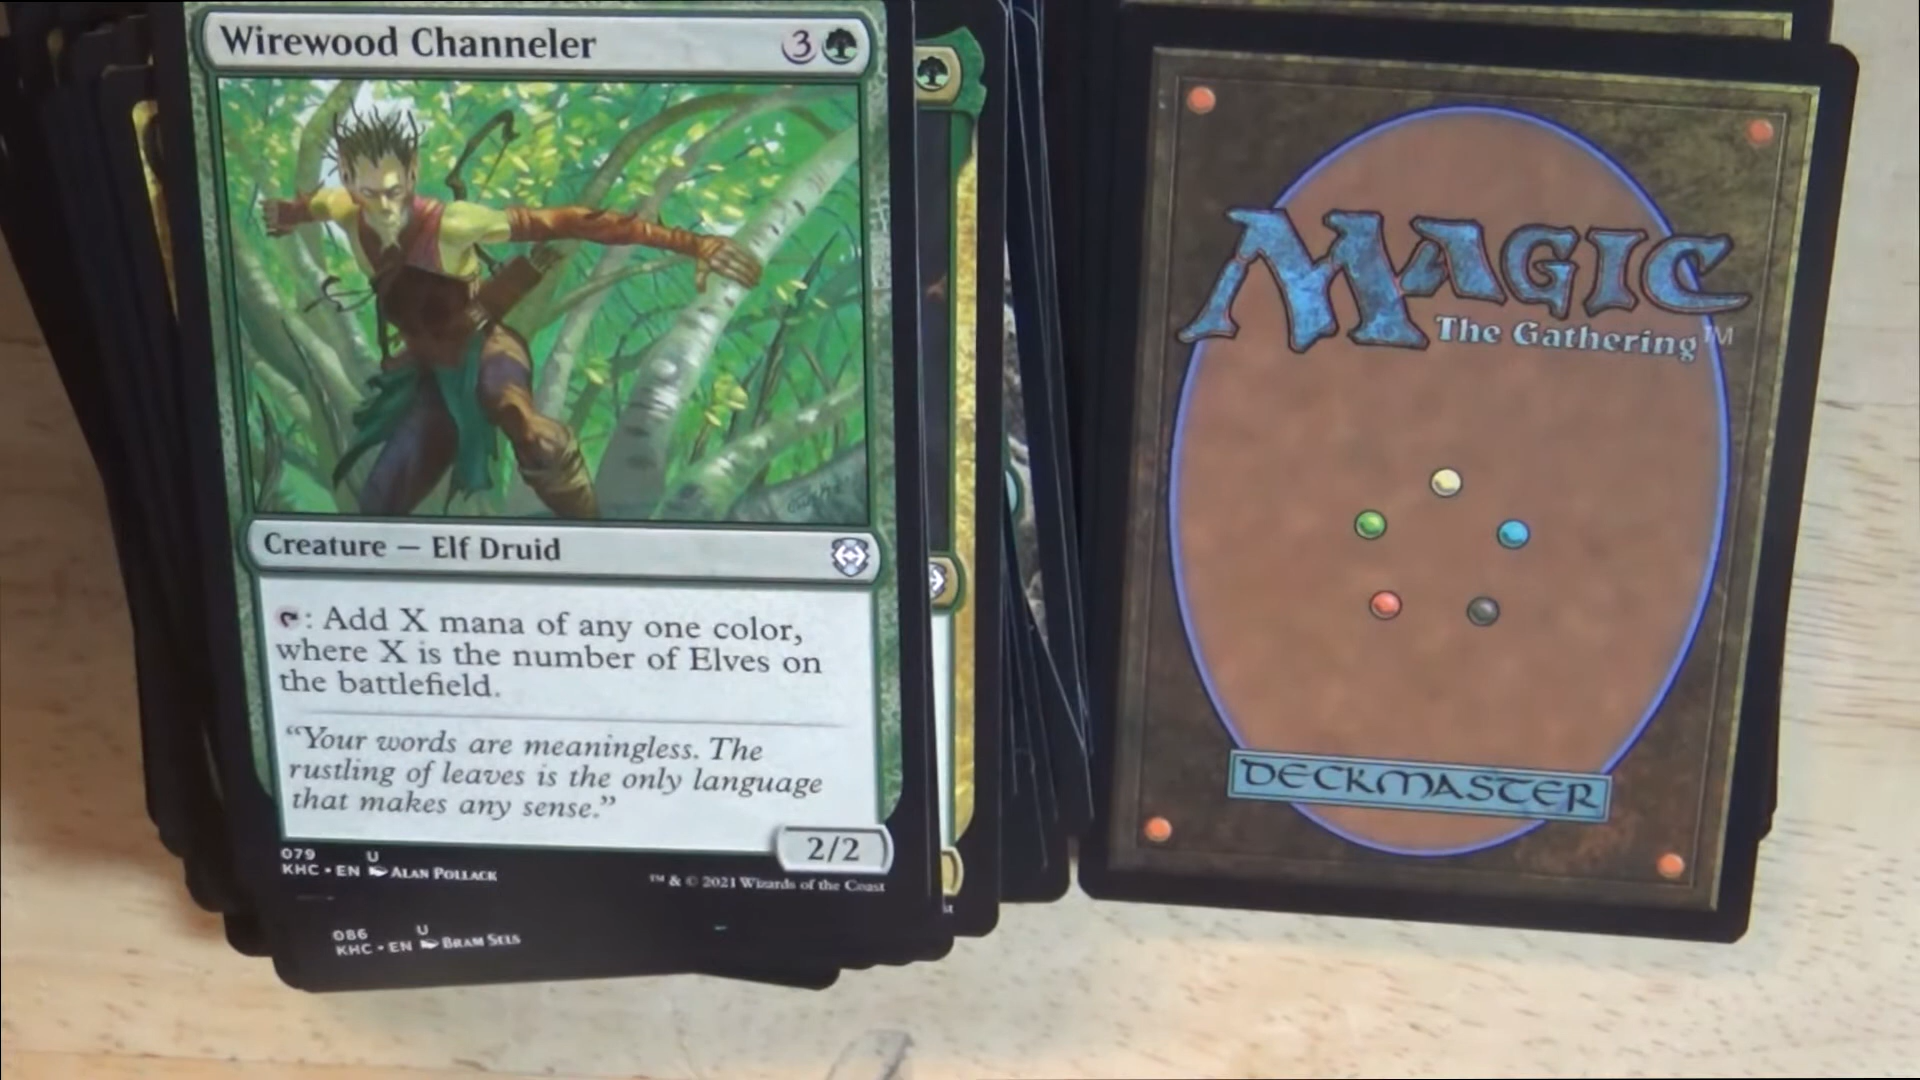 Wirewood Channeler 3
Creature — Elf Druid
: Add X mana of any one color,
where X is the number of Elves on
the battlefield.
“Your words are meaningless. The
rustling of leaves is the only language
that makes any sense.”
2/2
079 U
KHC • EN Alan Pollack
™ & © 2021 Wizards of the Coast
086 U
KHC • EN Bram Sels
Magic
The Gathering™
DECKMASTER